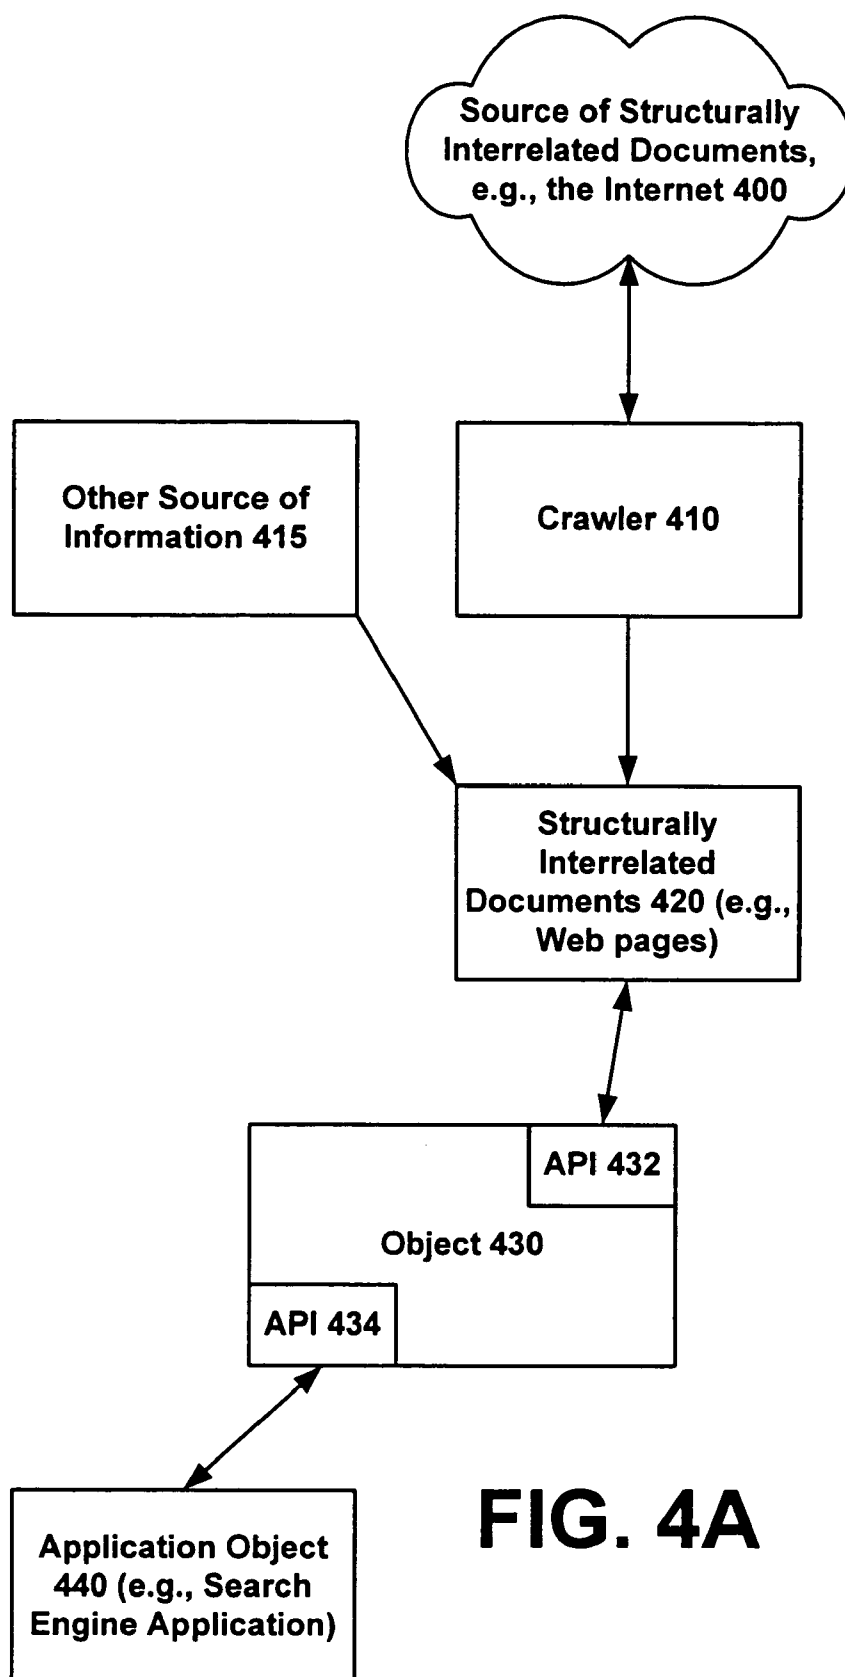 Source of Structurally
Interrelated Documents,
e.g., the Internet 400
Other Source of
Information 415
Crawler 410
Structurally
Interrelated
Documents 420 (e.g.,
Web pages)
API 432
Object 430
API 434
Application Object
440 (e.g., Search
Engine Application)
FIG. 4A